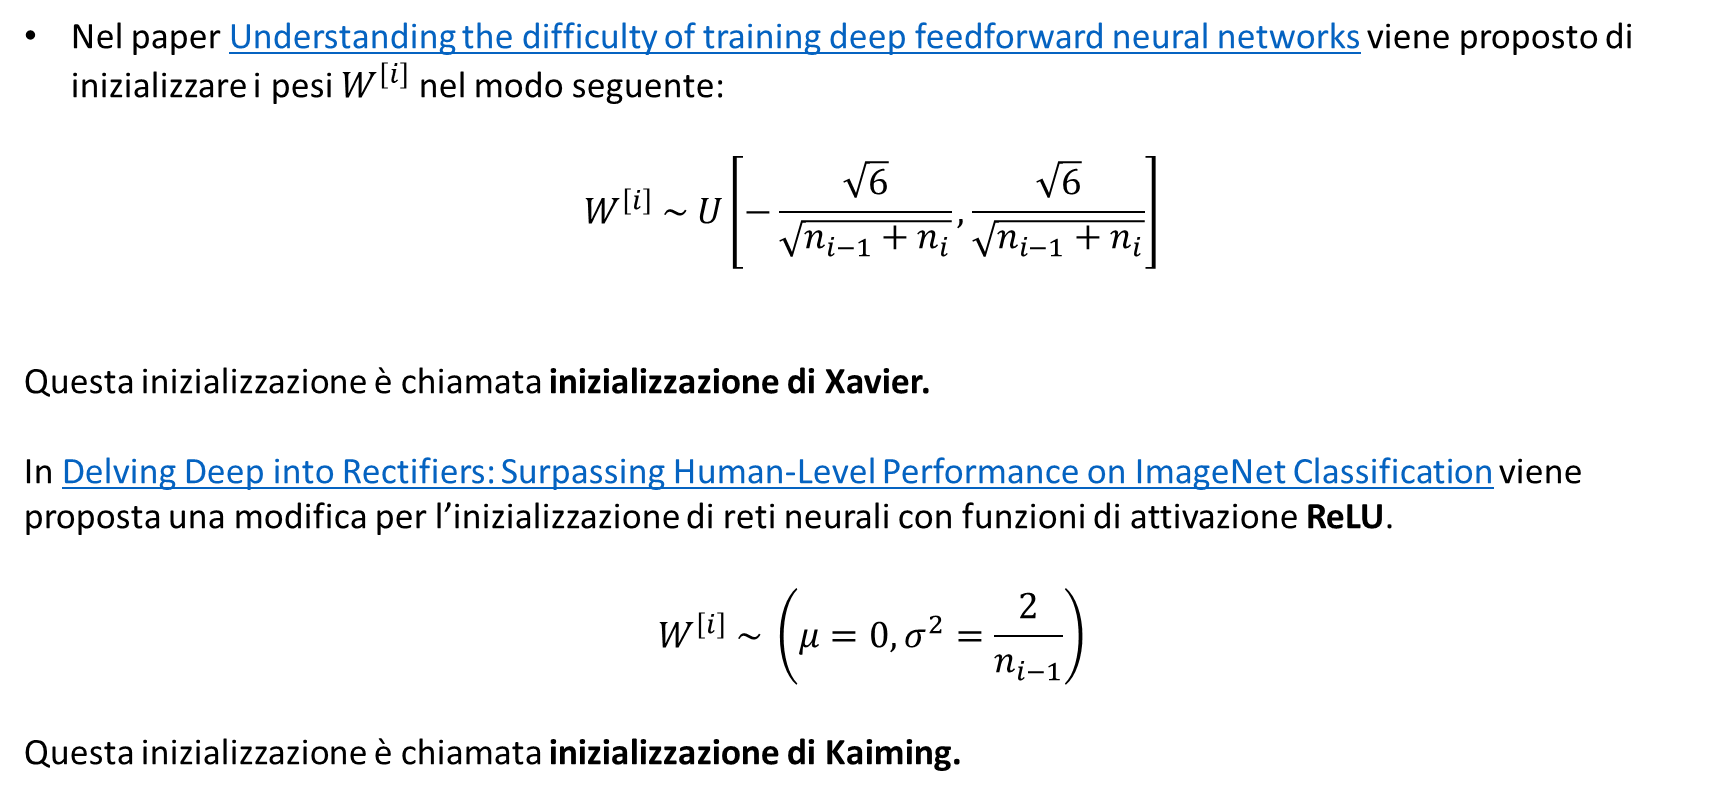 • Nel paper Understanding the difficulty of training deep feedforward neural networks viene proposto di
inizializzare i pesi W^[i] nel modo seguente:
W^[i] ~ U [−√6/√(n_{i−1} + n_i), √6/√(n_{i−1} + n_i)]
Questa inizializzazione è chiamata inizializzazione di Xavier.
In Delving Deep into Rectifiers: Surpassing Human-Level Performance on ImageNet Classification viene
proposta una modifica per l’inizializzazione di reti neurali con funzioni di attivazione ReLU.
W^[i] ~ (μ = 0, σ² = 2/n_{i−1})
Questa inizializzazione è chiamata inizializzazione di Kaiming.